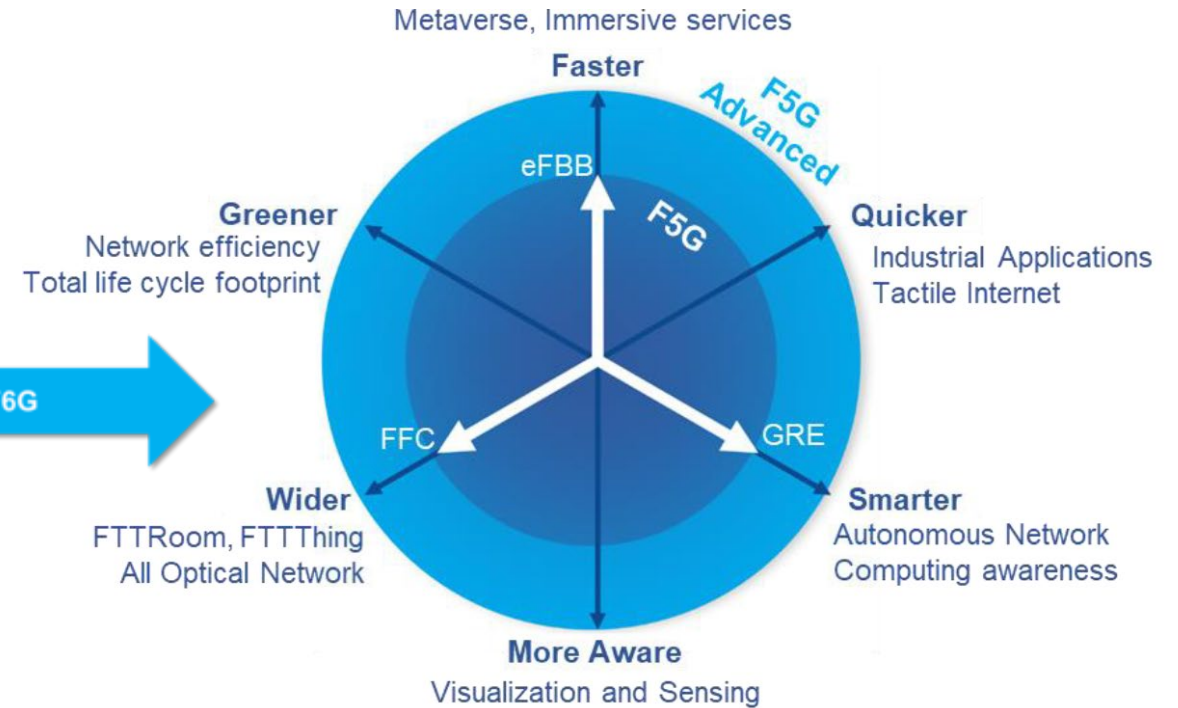 Metaverse, Immersive services
Faster
F5G
Advanced
eFBB
F5G
Greener
Network efficiency
Total life cycle footprint
Quicker
Industrial Applications
Tactile Internet
6G
FFC
GRE
Wider
FTTRoom, FTTThing
All Optical Network
Smarter
Autonomous Network
Computing awareness
More Aware
Visualization and Sensing